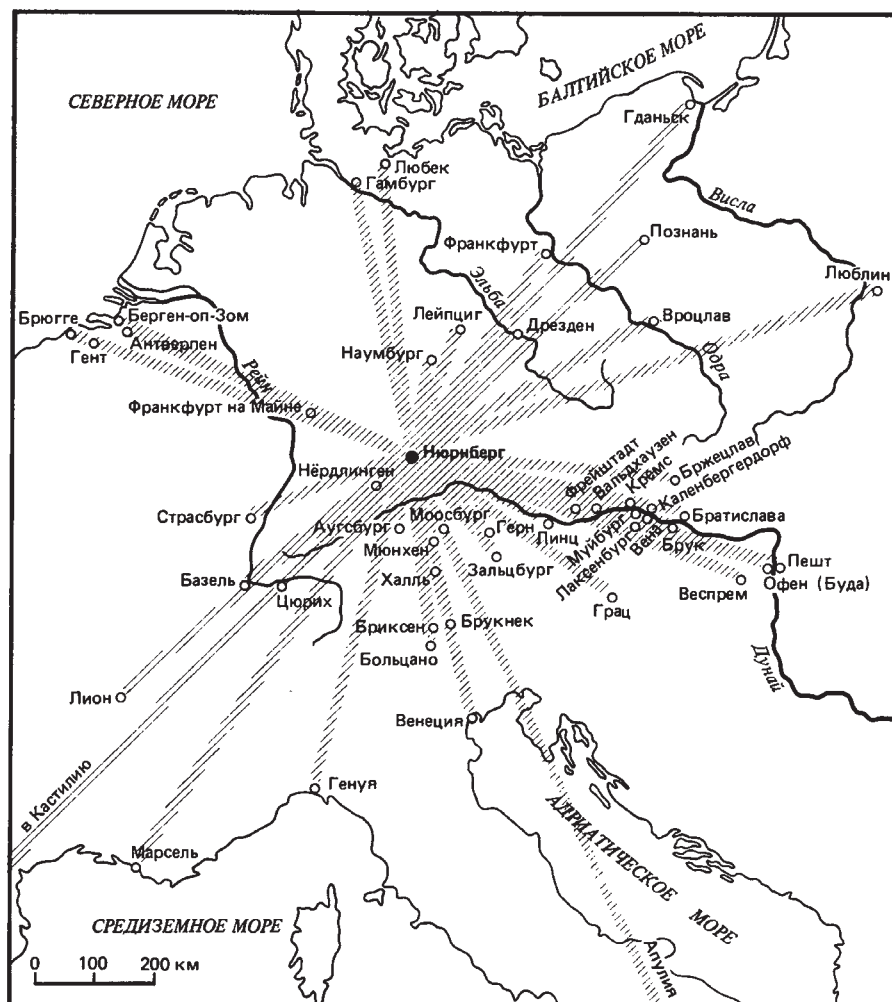 СЕВЕРНОЕ МОРЕ
БАЛТИЙСКОЕ МОРЕ
Гданьск
Любек
Гамбург
Висла
Франкфурт
Познань
Эльба
Люблин
Брюгге
Берген-оп-Зом
Антверпен
Гент
Лейпциг
Дрезден
Вроцлав
Наумбург
Одра
Рейн
Франкфурт на Майне
Нюрнберг
Нёрдлинген
Фрейштадт
Вальдхаузен
Кремс
Бржецлав
Каленбергердорф
Страсбург
Аугсбург
Моосбург
Герн
Линц
Муйбург
Лаксенбург
Вена
Брук
Братислава
Мюнхен
Зальцбург
Пешт
Офен (Буда)
Базель
Цюрих
Халль
Веспрем
Грац
Бриксен
Брукнек
Больцано
Дунай
Лион
Венеция
в Кастилию
Генуя
АДРИАТИЧЕСКОЕ
МОРЕ
Марсель
СРЕДИЗЕМНОЕ МОРЕ
Апулия
0 100 200 км